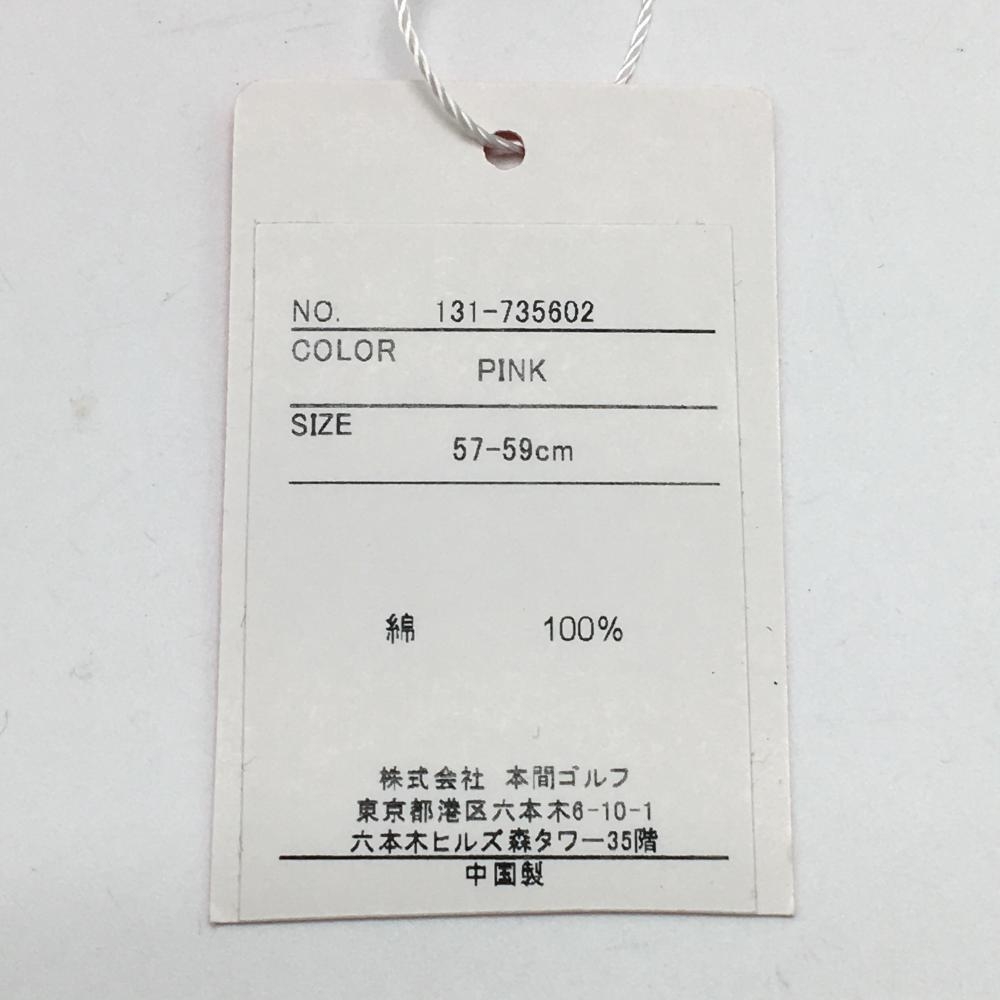 NO. 131-735602
COLOR PINK
SIZE 57-59cm
綿 100%
株式会社 本間ゴルフ
東京都港区六本木6-10-1
六本木ヒルズ森タワー35階
中国製